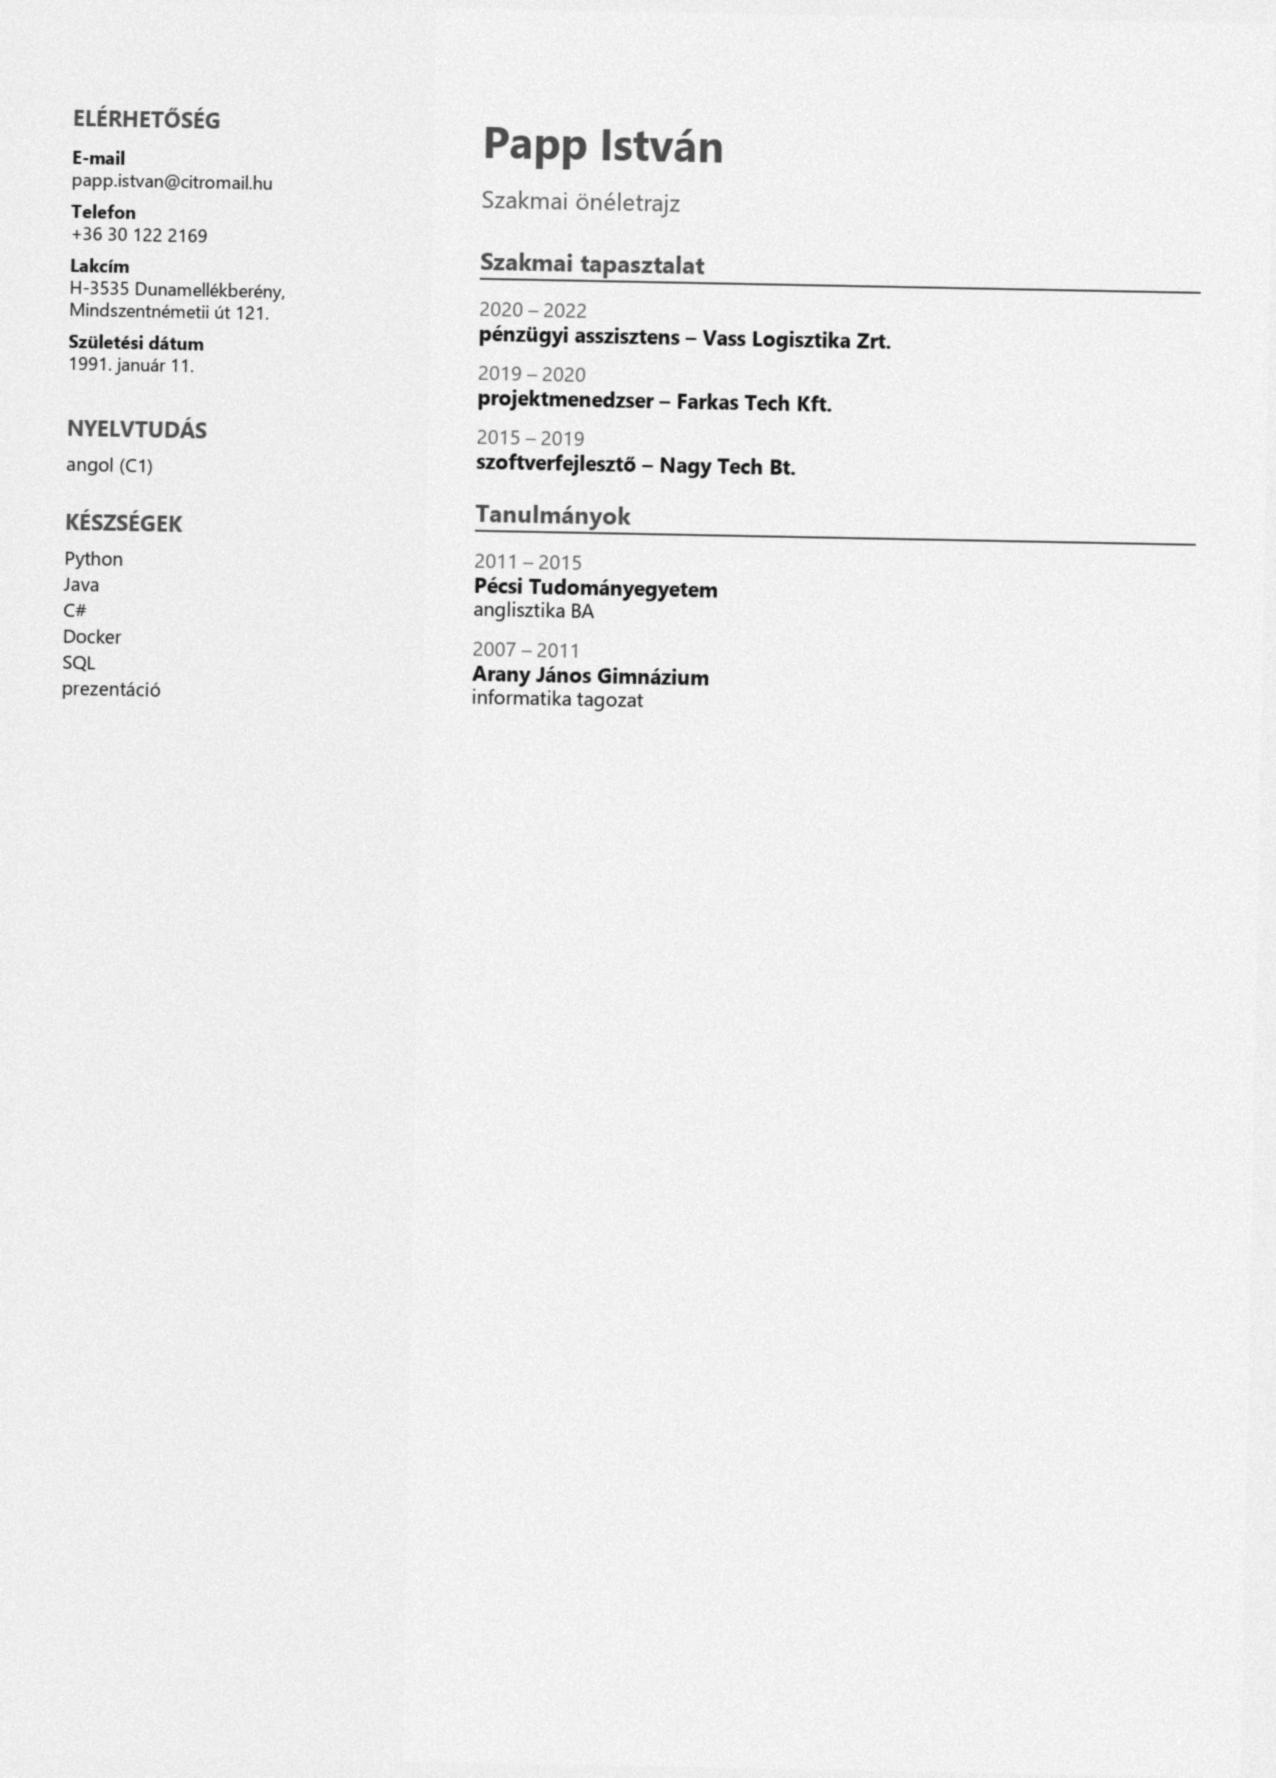 ELÉRHETŐSÉG
E-mail
papp.istvan@citromail.hu
Telefon
+36 30 122 2169
Lakcím
H-3535 Dunamellékberény,
Mindszentnémetii út 121.
Születési dátum
1991. január 11.
NYELVTUDÁS
angol (C1)
KÉSZSÉGEK
Python
Java
C#
Docker
SQL
prezentáció
Papp István
Szakmai önéletrajz
Szakmai tapasztalat
2020 – 2022
pénzügyi asszisztens – Vass Logisztika Zrt.
2019 – 2020
projektmenedzser – Farkas Tech Kft.
2015 – 2019
szoftverfejlesztő – Nagy Tech Bt.
Tanulmányok
2011 – 2015
Pécsi Tudományegyetem
anglisztika BA
2007 – 2011
Arany János Gimnázium
informatika tagozat